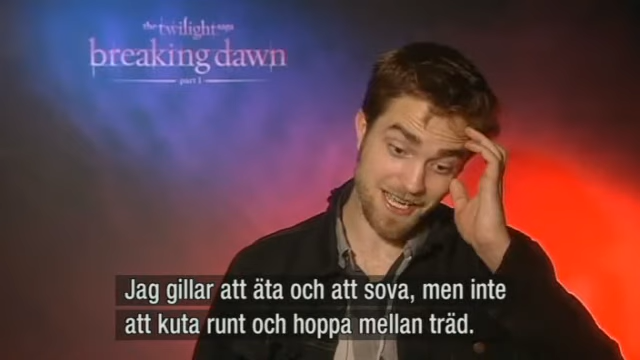 the twilight saga
breaking dawn
part 1
Jag gillar att äta och att sova, men inte
att kuta runt och hoppa mellan träd.